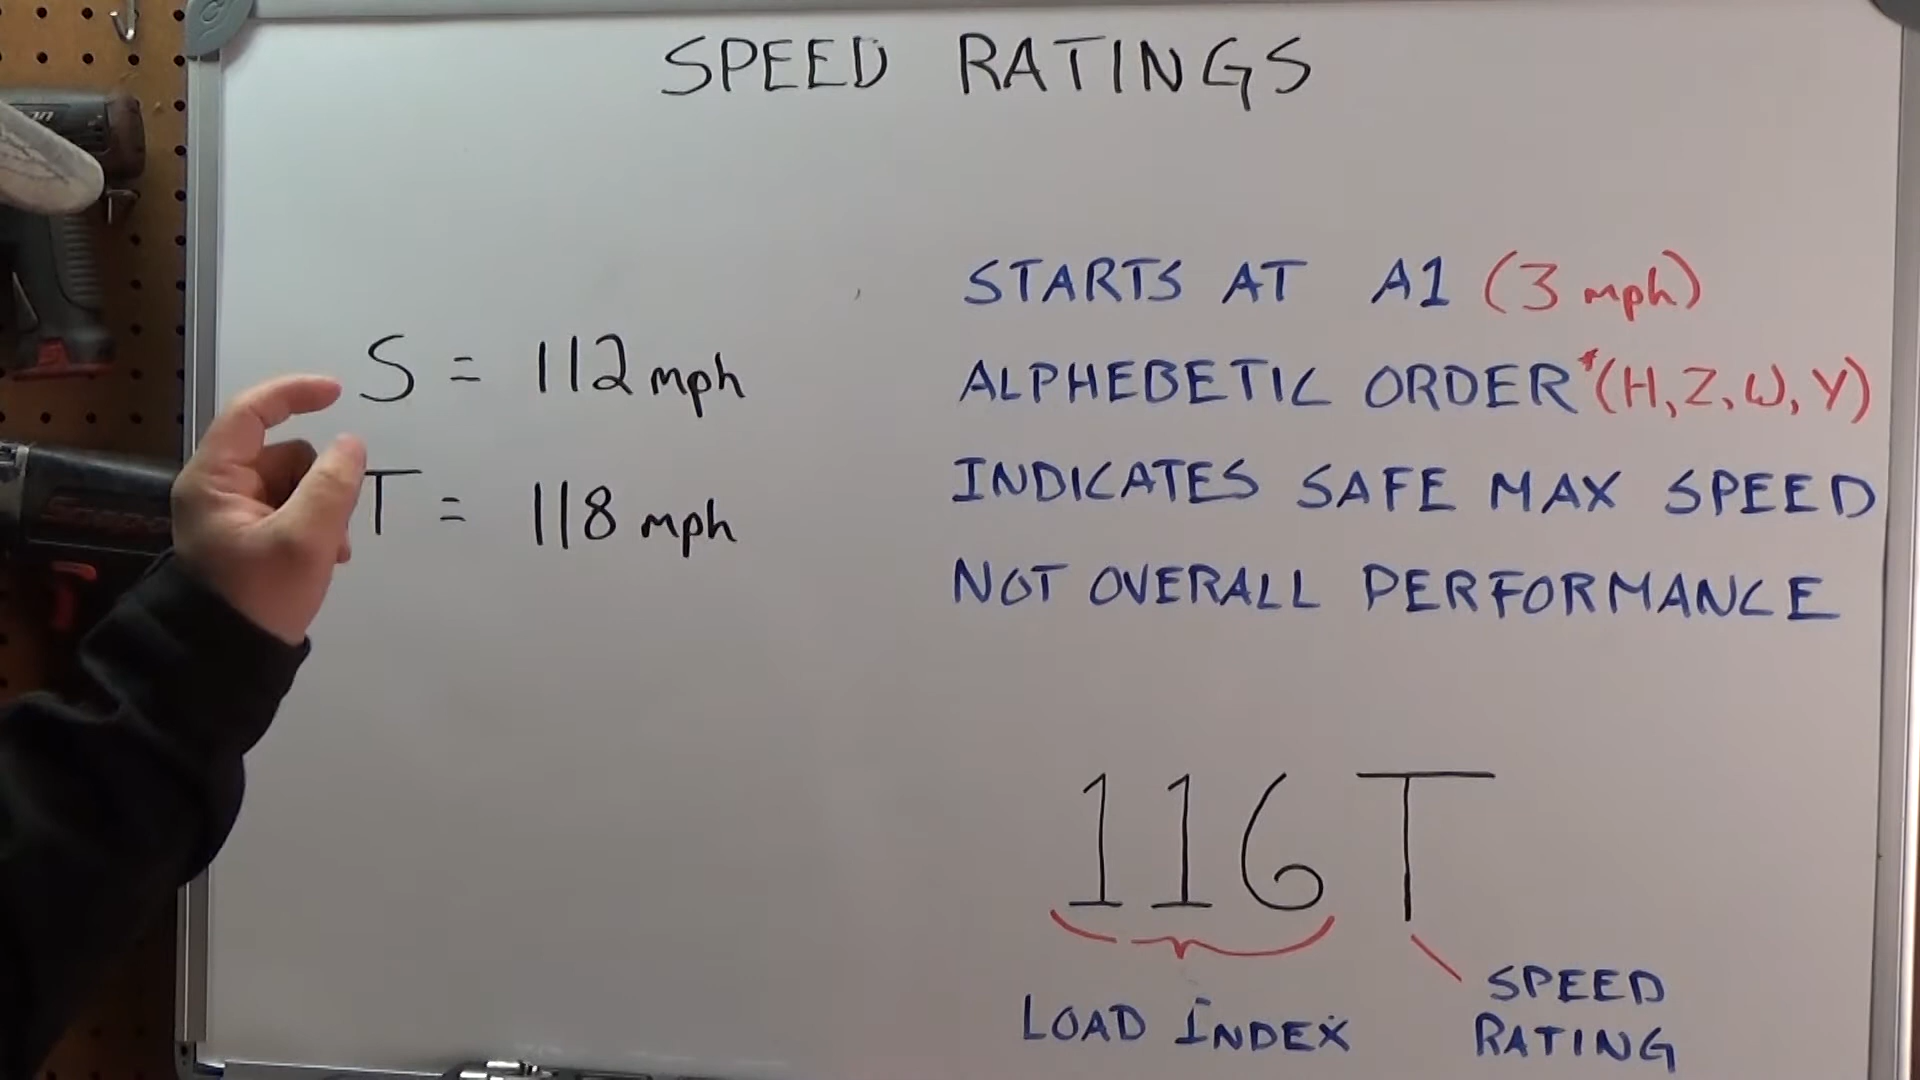 SPEED RATINGS
S = 112 mph
T = 118 mph
STARTS AT A1 (3 mph)
ALPHEBETIC ORDER*(H, Z, W, Y)
INDICATES SAFE MAX SPEED
NOT OVERALL PERFORMANCE
116T
LOAD INDEX
SPEED
RATING